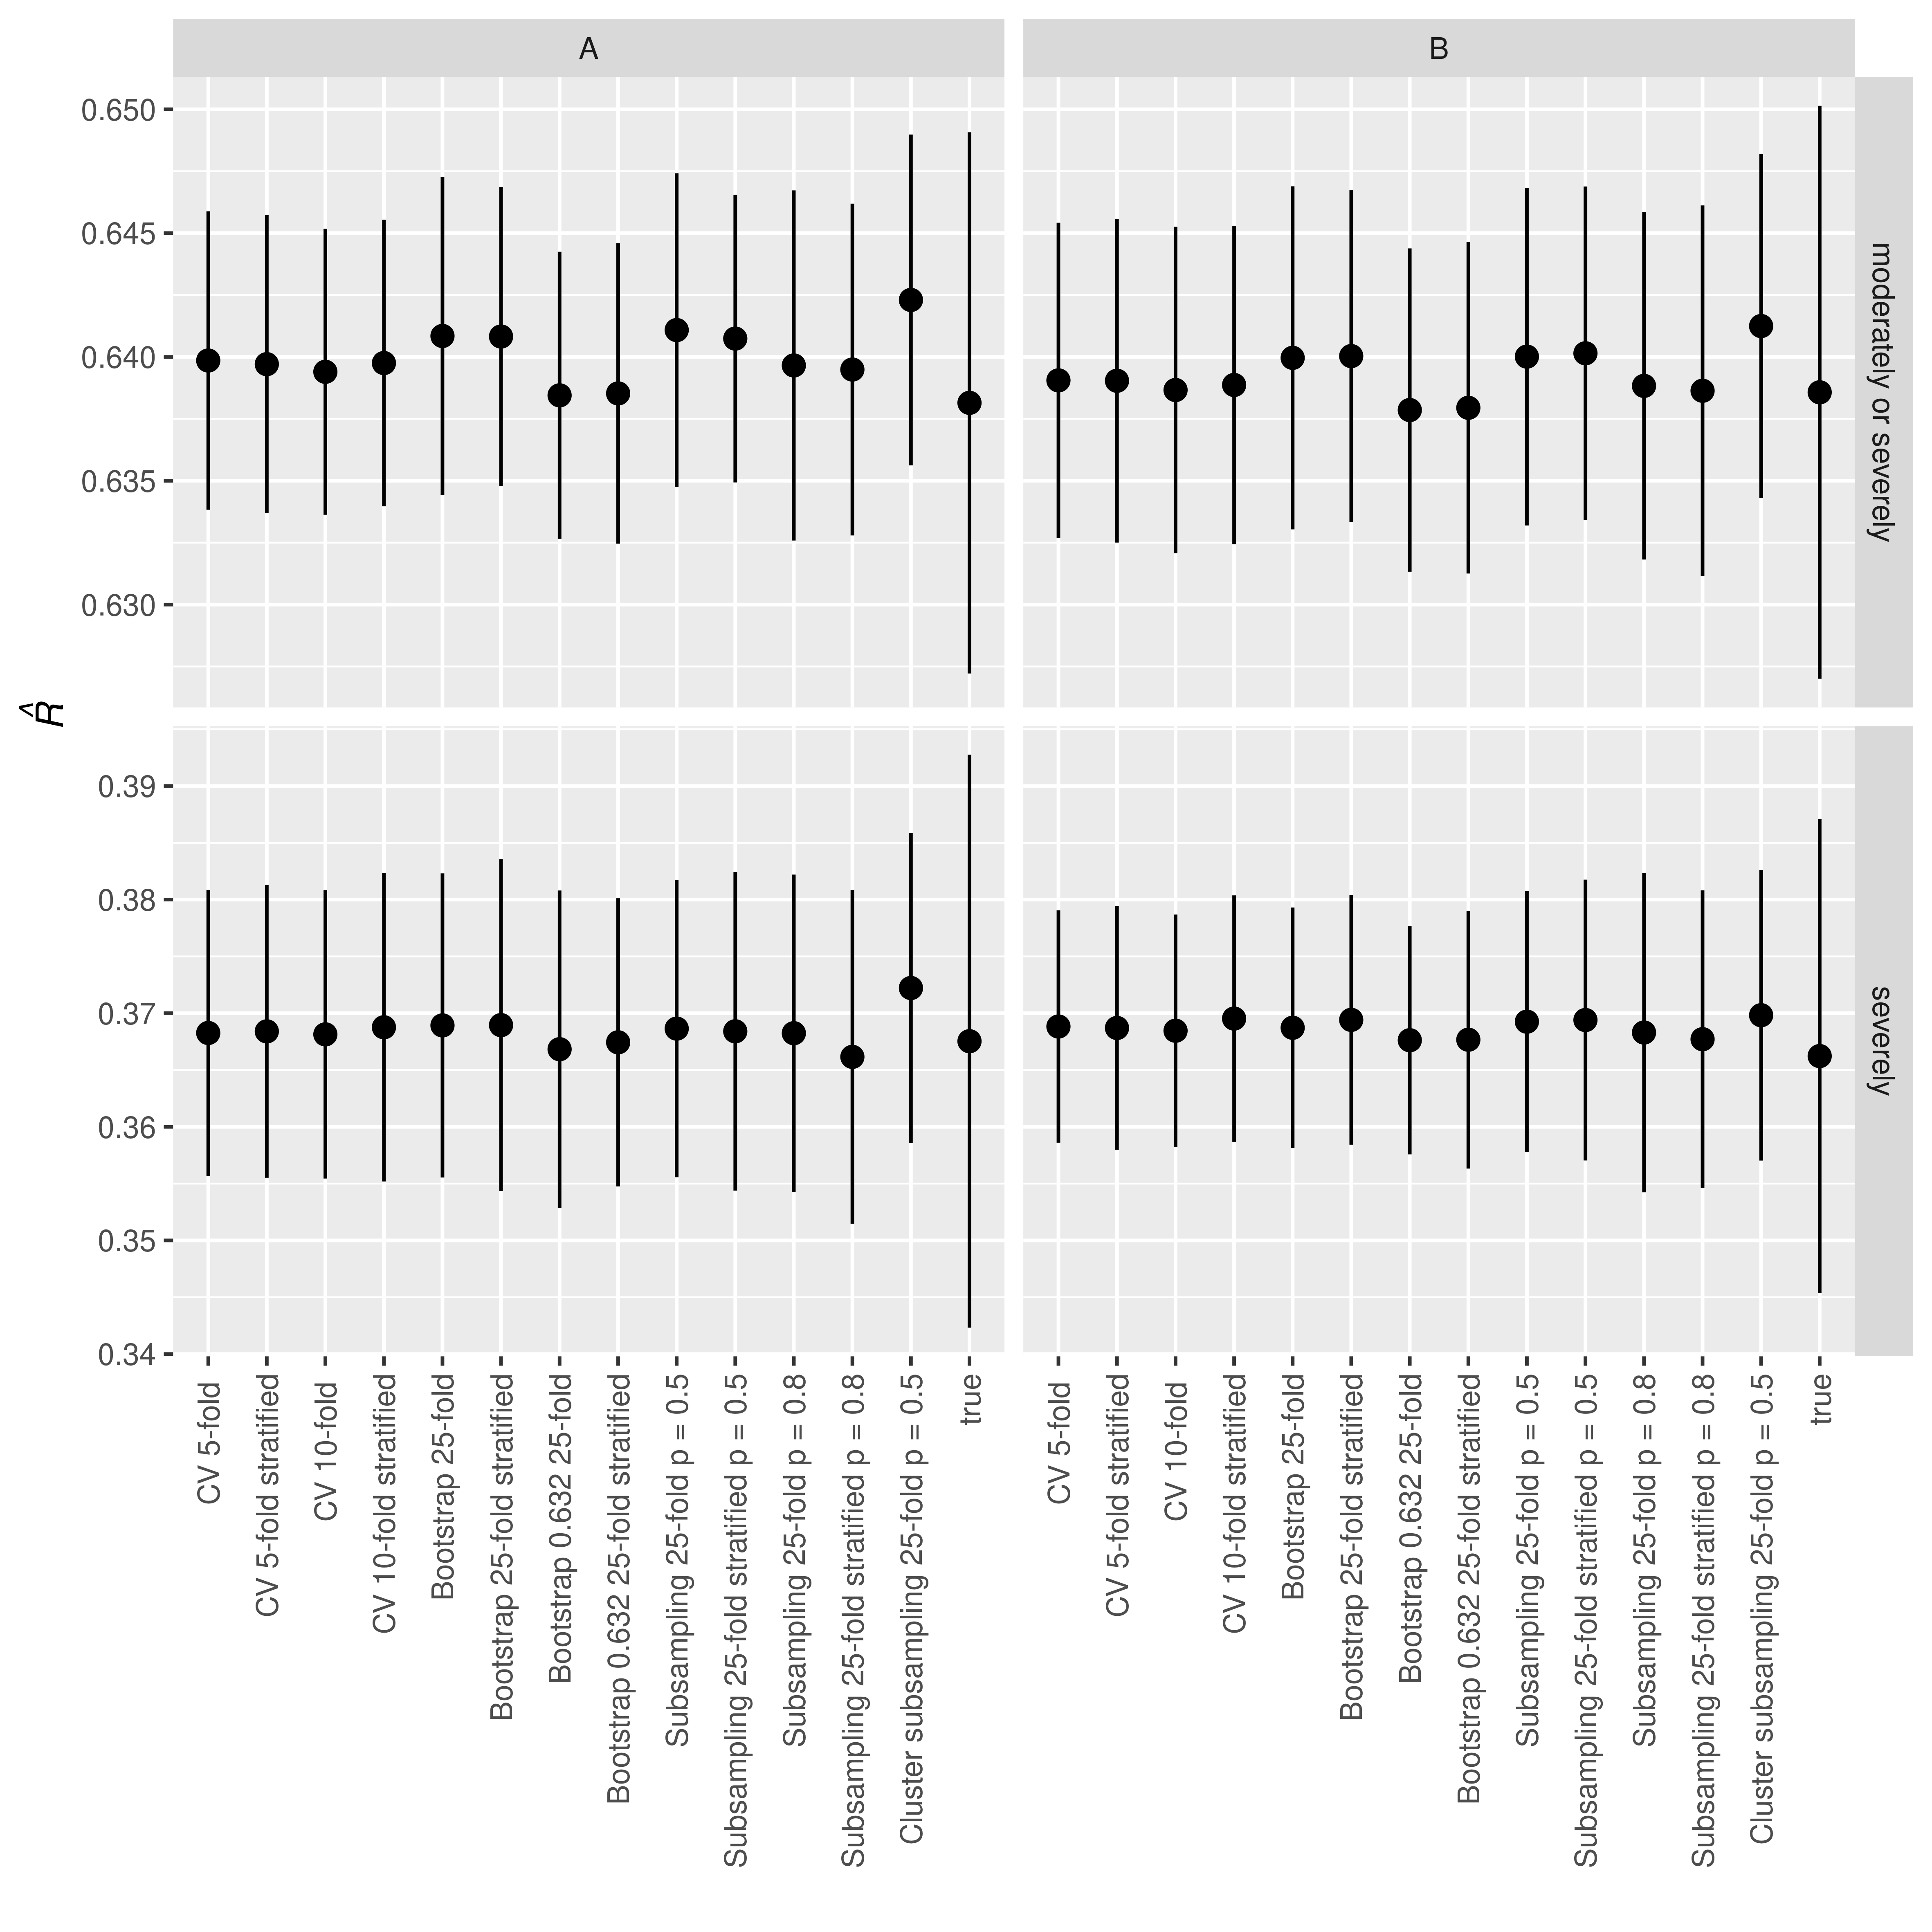 A
B
0.650
0.645
0.640
0.635
0.630
moderately or severely
R̂
0.39
0.38
0.37
0.36
0.35
0.34
severely
CV 5-fold
CV 5-fold stratified
CV 10-fold
CV 10-fold stratified
Bootstrap 25-fold
Bootstrap 25-fold stratified
Bootstrap 0.632 25-fold
Bootstrap 0.632 25-fold stratified
Subsampling 25-fold p = 0.5
Subsampling 25-fold stratified p = 0.5
Subsampling 25-fold p = 0.8
Subsampling 25-fold stratified p = 0.8
Cluster subsampling 25-fold p = 0.5
true
CV 5-fold
CV 5-fold stratified
CV 10-fold
CV 10-fold stratified
Bootstrap 25-fold
Bootstrap 25-fold stratified
Bootstrap 0.632 25-fold
Bootstrap 0.632 25-fold stratified
Subsampling 25-fold p = 0.5
Subsampling 25-fold stratified p = 0.5
Subsampling 25-fold p = 0.8
Subsampling 25-fold stratified p = 0.8
Cluster subsampling 25-fold p = 0.5
true